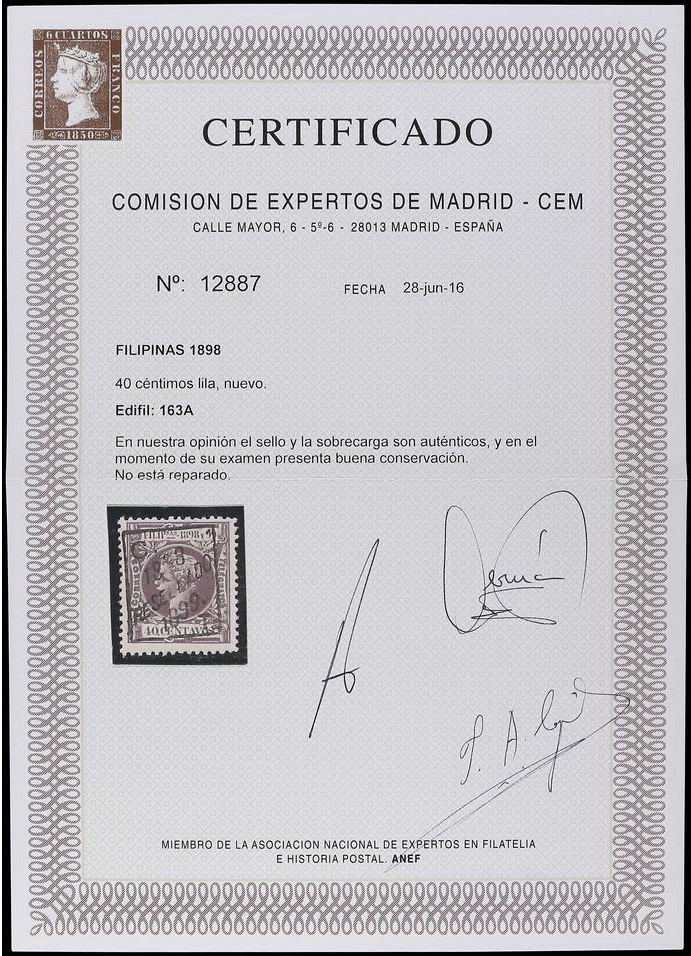 6 CUARTOS
CORREOS
FRANCO
1850
CERTIFICADO
COMISION DE EXPERTOS DE MADRID - CEM
CALLE MAYOR, 6 - 5º-6 - 28013 MADRID - ESPAÑA
Nº: 12887
FECHA 28-jun-16
FILIPINAS 1898
40 céntimos lila, nuevo.
Edifil: 163A
En nuestra opinión el sello y la sobrecarga son auténticos, y en el
momento de su examen presenta buena conservación.
No está reparado.
FILIPNAS 1898
40 CENTAVOS
MIEMBRO DE LA ASOCIACION NACIONAL DE EXPERTOS EN FILATELIA
E HISTORIA POSTAL. ANEF